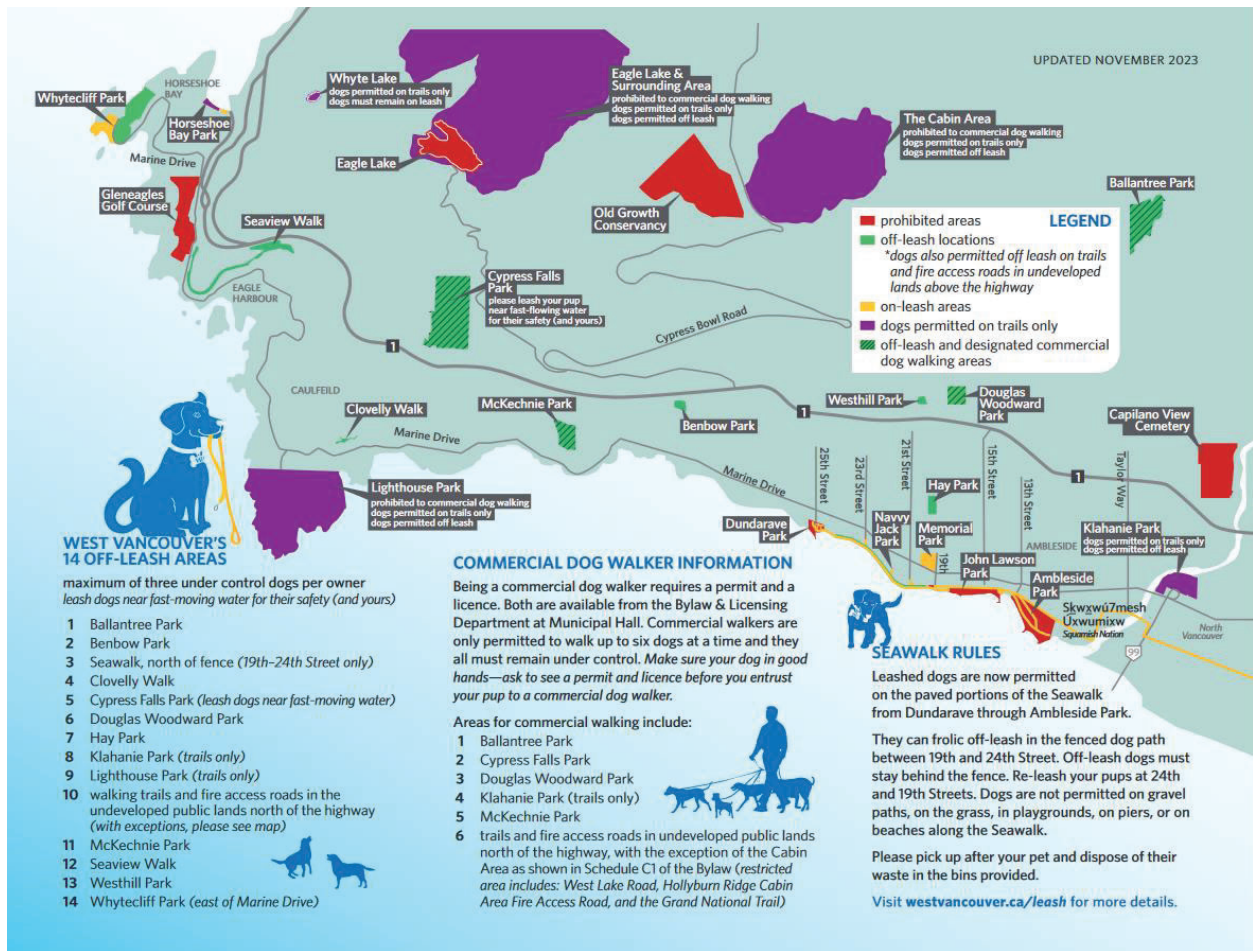 UPDATED NOVEMBER 2023
HORSESHOE
BAY
Whytecliff Park
Horseshoe
Bay Park
Marine Drive
Gleneagles
Golf Course
Seaview Walk
EAGLE
HARBOUR
Whyte Lake
dogs permitted on trails only
dogs must remain on leash
Eagle Lake &
Surrounding Area
prohibited to commercial dog walking
dogs permitted on trails only
dogs permitted off leash
Eagle Lake
Old Growth
Conservancy
The Cabin Area
prohibited to commercial dog walking
dogs permitted on trails only
dogs permitted off leash
Ballantree Park
LEGEND
prohibited areas
off-leash locations
*dogs also permitted off leash on trails
and fire access roads in undeveloped
lands above the highway
on-leash areas
dogs permitted on trails only
off-leash and designated commercial
dog walking areas
Cypress Falls
Park
please leash your pup
near fast-flowing water
for their safety (and yours)
Cypress Bowl Road
1
1
1
CAULFEILD
Clovelly Walk
McKechnie Park
Marine Drive
Benbow Park
Westhill Park
Douglas
Woodward
Park
Capilano View
Cemetery
Lighthouse Park
prohibited to commercial dog walking
dogs permitted on trails only
dogs permitted off leash
Marine Drive
25th Street
23rd Street
21st Street
15th Street
13th Street
Taylor Way
19th
Hay Park
Dundarave
Park
Navvy
Jack
Park
Memorial
Park
John Lawson
Park
AMBLESIDE
Ambleside
Park
Klahanie Park
dogs permitted on trails only
dogs permitted off leash
Skwxwú7mesh
Úxwumixw
Squamish Nation
North
Vancouver
99
WEST VANCOUVER'S
14 OFF-LEASH AREAS
maximum of three under control dogs per owner
leash dogs near fast-moving water for their safety (and yours)
1 Ballantree Park
2 Benbow Park
3 Seawalk, north of fence (19th–24th Street only)
4 Clovelly Walk
5 Cypress Falls Park (leash dogs near fast-moving water)
6 Douglas Woodward Park
7 Hay Park
8 Klahanie Park (trails only)
9 Lighthouse Park (trails only)
10 walking trails and fire access roads in the
undeveloped public lands north of the highway
(with exceptions, please see map)
11 McKechnie Park
12 Seaview Walk
13 Westhill Park
14 Whytecliff Park (east of Marine Drive)
COMMERCIAL DOG WALKER INFORMATION
Being a commercial dog walker requires a permit and a
licence. Both are available from the Bylaw & Licensing
Department at Municipal Hall. Commercial walkers are
only permitted to walk up to six dogs at a time and they
all must remain under control. Make sure your dog in good
hands—ask to see a permit and licence before you entrust
your pup to a commercial dog walker.
Areas for commercial walking include:
1 Ballantree Park
2 Cypress Falls Park
3 Douglas Woodward Park
4 Klahanie Park (trails only)
5 McKechnie Park
6 trails and fire access roads in undeveloped public lands
north of the highway, with the exception of the Cabin
Area as shown in Schedule C1 of the Bylaw (restricted
area includes: West Lake Road, Hollyburn Ridge Cabin
Area Fire Access Road, and the Grand National Trail)
SEAWALK RULES
Leashed dogs are now permitted
on the paved portions of the Seawalk
from Dundarave through Ambleside Park.
They can frolic off-leash in the fenced dog path
between 19th and 24th Street. Off-leash dogs must
stay behind the fence. Re-leash your pups at 24th
and 19th Streets. Dogs are not permitted on gravel
paths, on the grass, in playgrounds, on piers, or on
beaches along the Seawalk.
Please pick up after your pet and dispose of their
waste in the bins provided.
Visit westvancouver.ca/leash for more details.